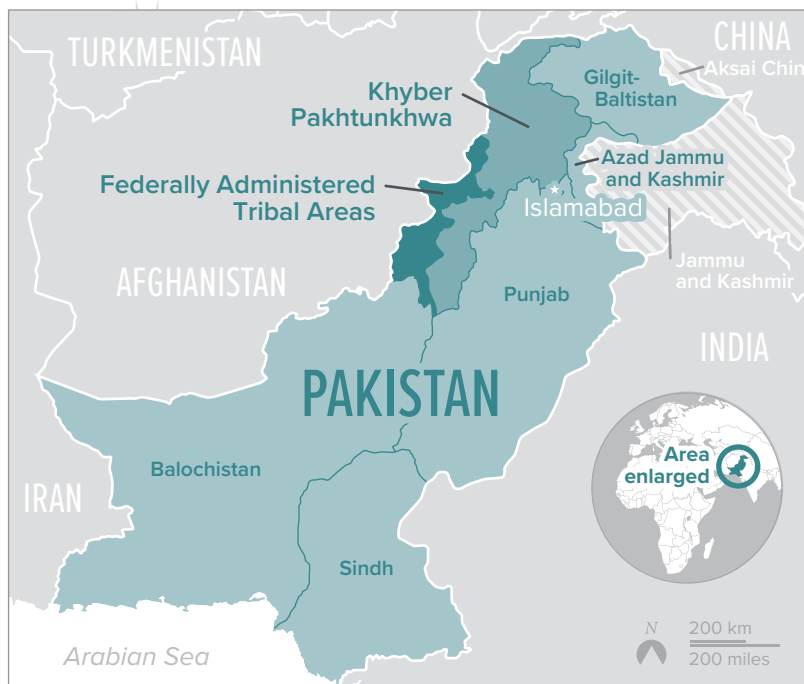 TURKMENISTAN
CHINA
Aksai Chin
Gilgit-
Baltistan
Khyber
Pakhtunkhwa
Azad Jammu
and Kashmir
Federally Administered
Tribal Areas
Islamabad
AFGHANISTAN
Jammu
and Kashmir
Punjab
INDIA
PAKISTAN
Area
enlarged
Balochistan
IRAN
Sindh
N
200 km
200 miles
Arabian Sea